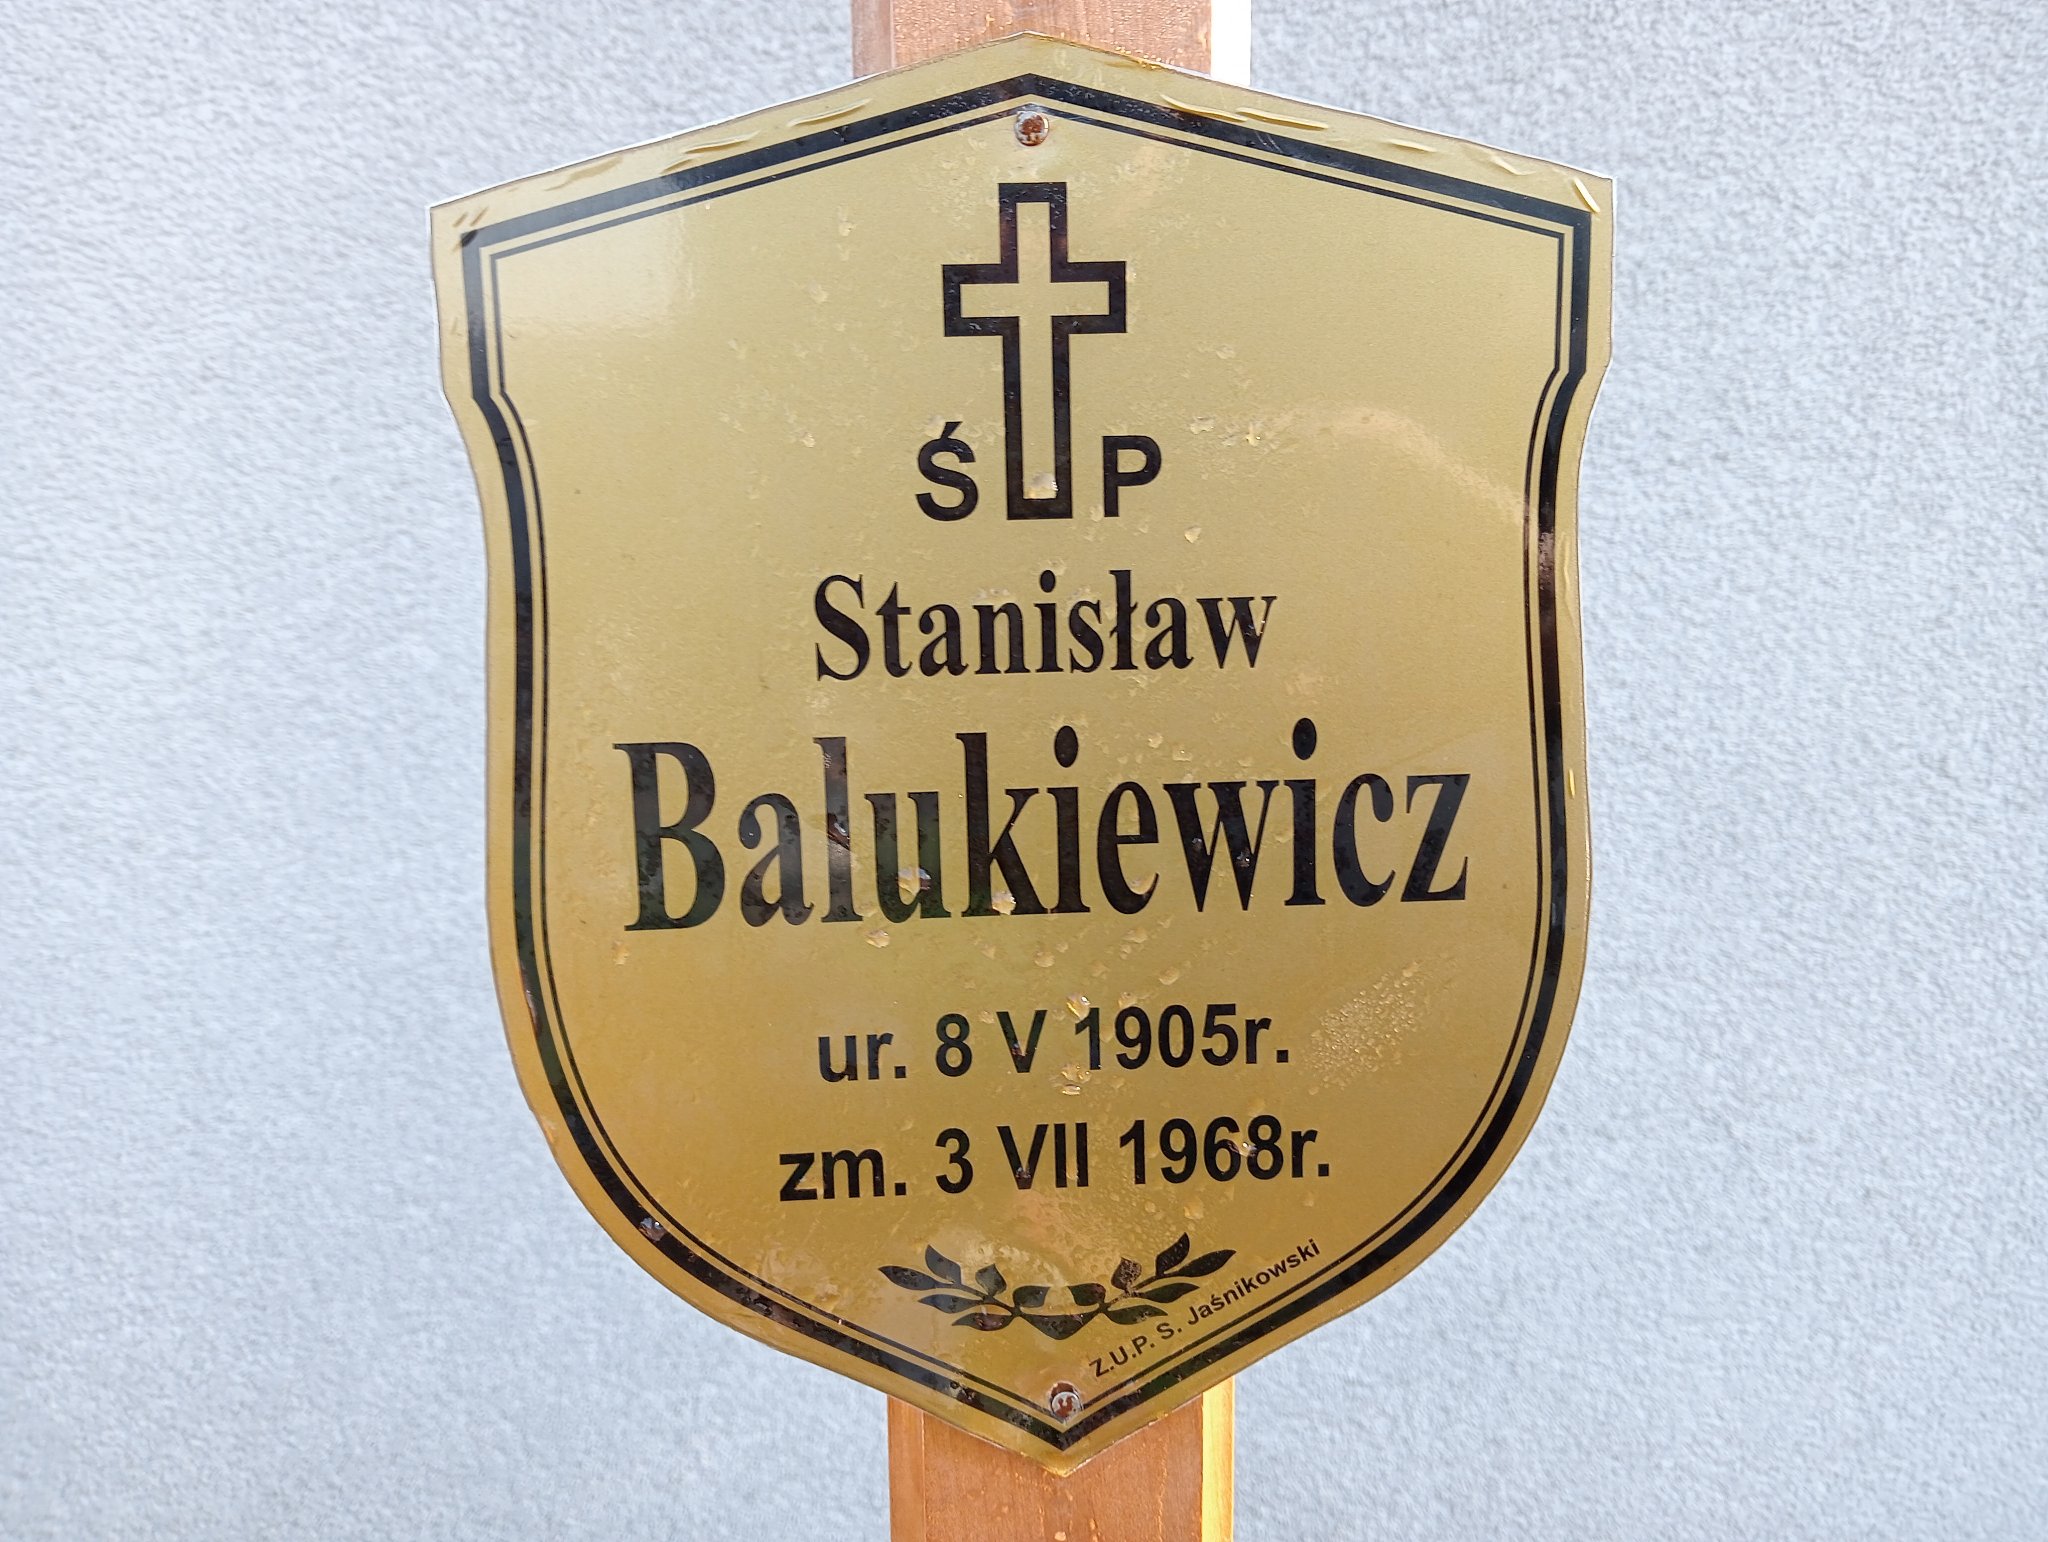 Ś P
Stanisław
Balukiewicz
ur. 8 V 1905r.
zm. 3 VII 1968r.
Z.U.P. S. Jaśnikowski